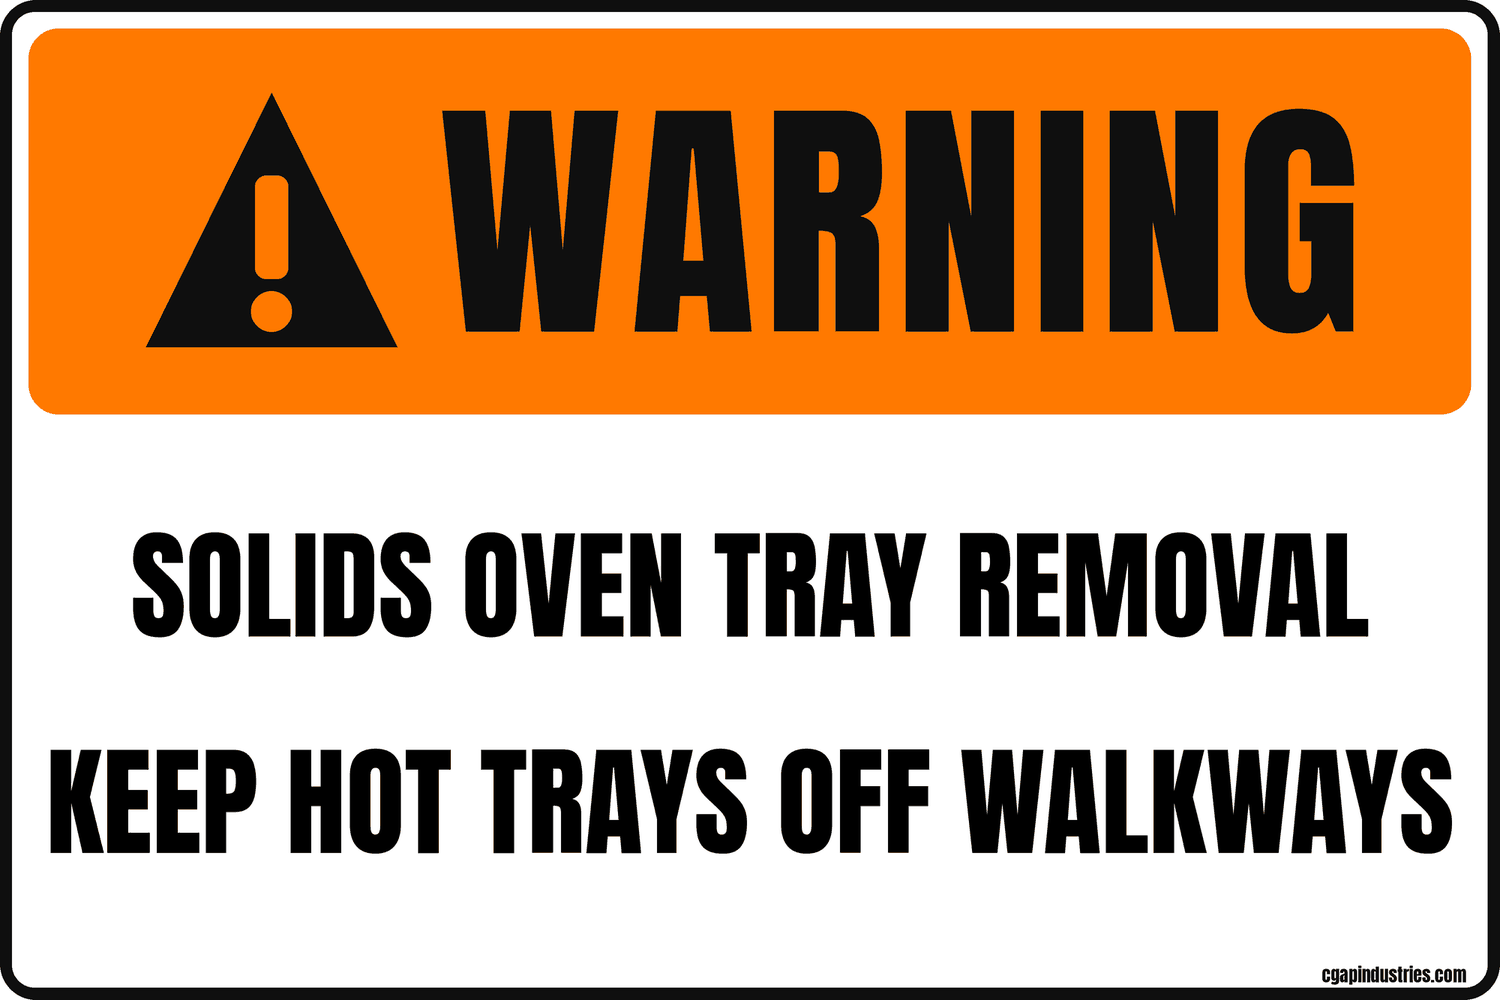 WARNING
SOLIDS OVEN TRAY REMOVAL
KEEP HOT TRAYS OFF WALKWAYS
cgapindustries.com